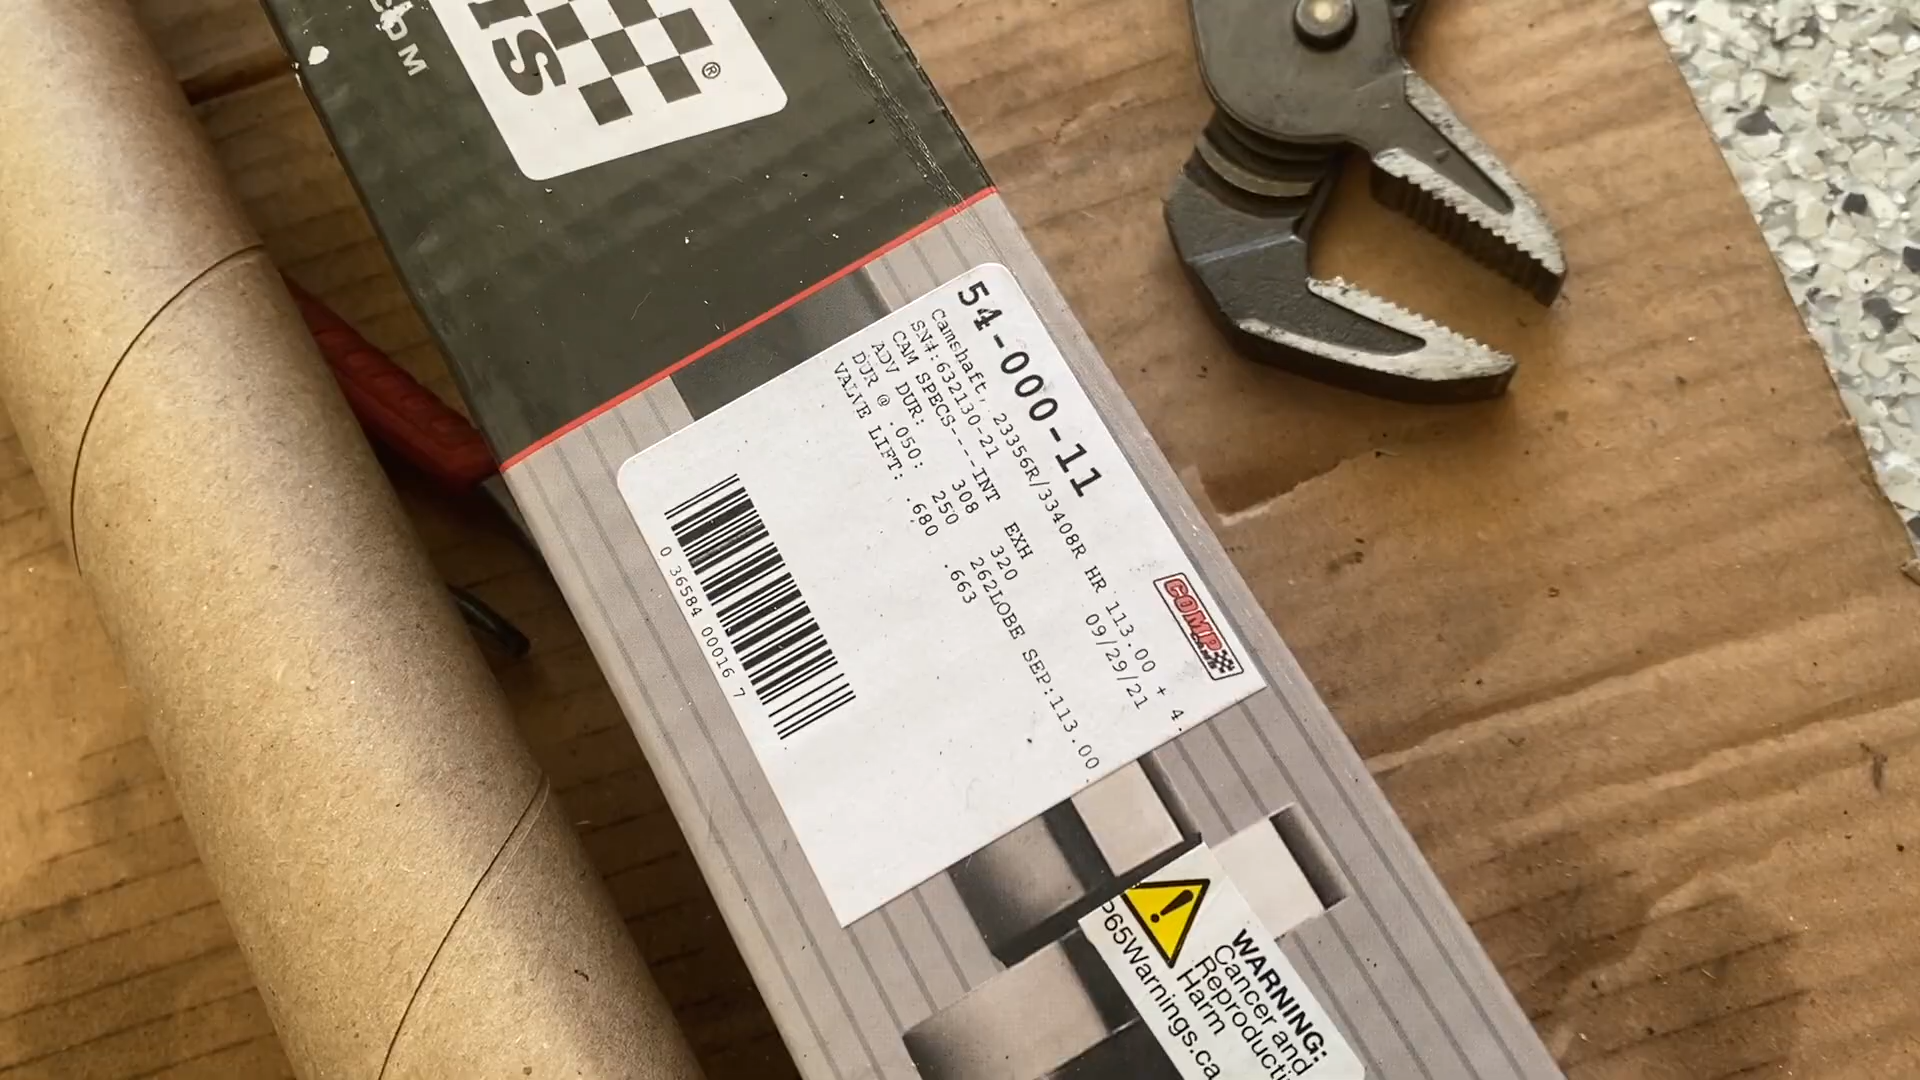 MS
®
54-000-11
Camshaft, 23356R/33408R HR 113.00 + 4.
SN#:632130-21 09/29/21
CAM SPECS----INT EXH
ADV DUR: 308 320
DUR @ .050: 250 262LOBE SEP:113.00
VALVE LIFT: .680 .663
COMP
0 36584 00016 7
WARNING:
Cancer and
Reproducti
Harm
P65Warnings.ca